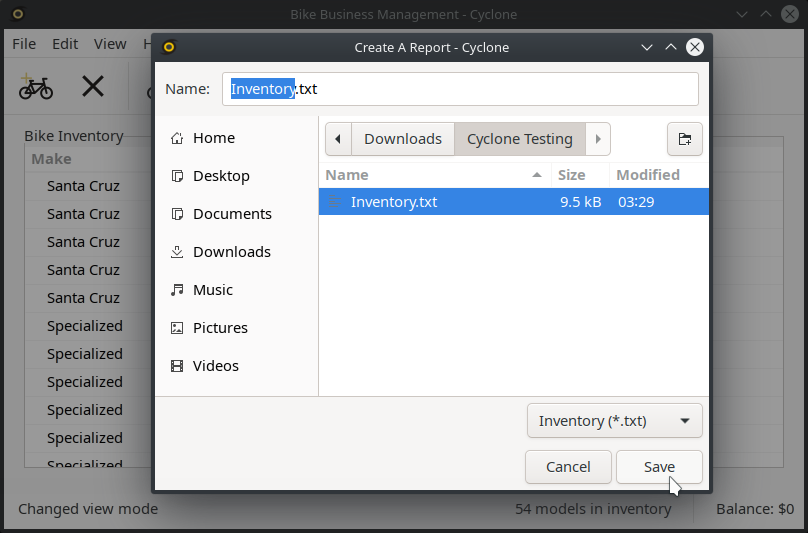 Bike Business Management - Cyclone
File Edit View H
Create A Report - Cyclone
Name: Inventory.txt
Home
Desktop
Documents
Downloads
Music
Pictures
Videos
Downloads Cyclone Testing
Name Size Modified
Inventory.txt 9.5 kB 03:29
Inventory (*.txt)
Cancel Save
Bike Inventory
Make
Santa Cruz
Santa Cruz
Santa Cruz
Santa Cruz
Santa Cruz
Specialized
Specialized
Specialized
Specialized
Specialized
Specialized
Changed view mode 54 models in inventory Balance: $0